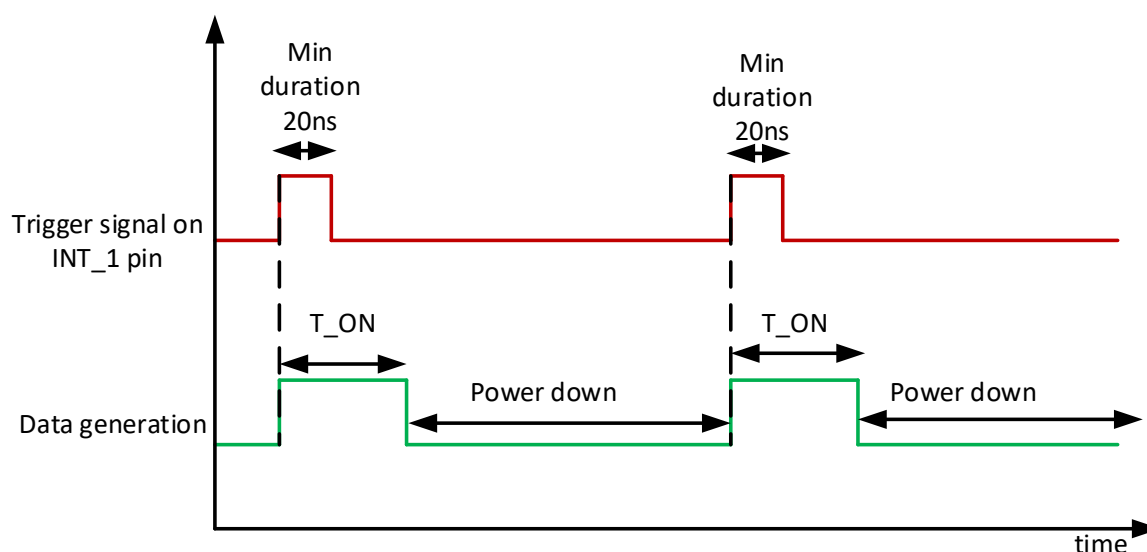 Min
duration
20ns
Min
duration
20ns
Trigger signal on
INT_1 pin
T_ON
T_ON
Power down
Power down
Data generation
time